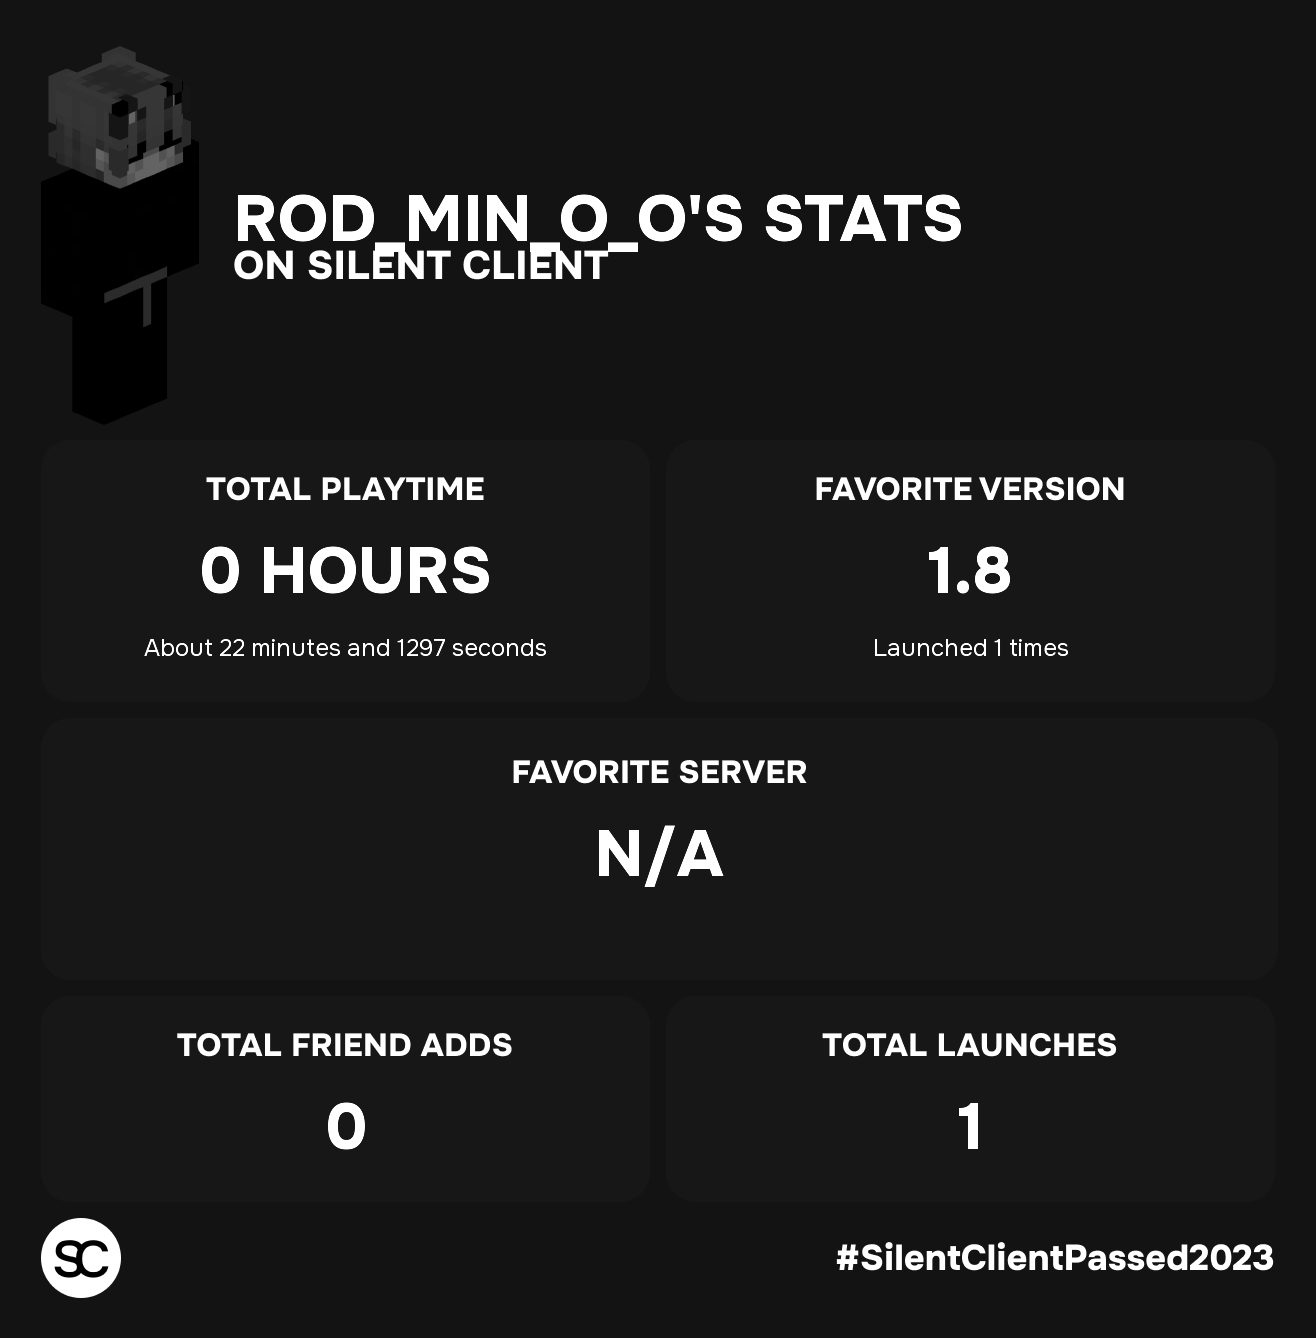 ROD_MIN_O_O'S STATS
ON SILENT CLIENT
TOTAL PLAYTIME
0 HOURS
About 22 minutes and 1297 seconds
FAVORITE VERSION
1.8
Launched 1 times
FAVORITE SERVER
N/A
TOTAL FRIEND ADDS
0
TOTAL LAUNCHES
1
SC
#SilentClientPassed2023